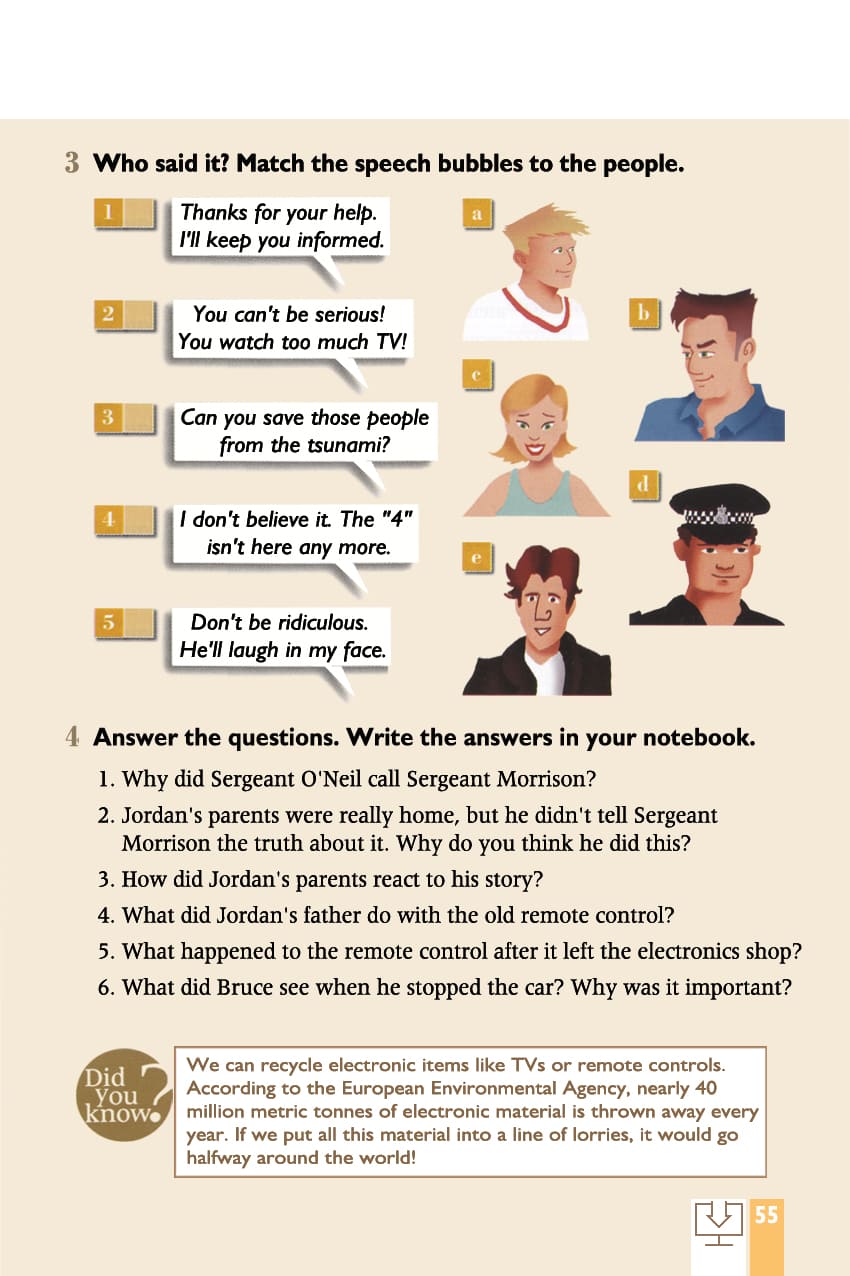 3 Who said it? Match the speech bubbles to the people.
1
Thanks for your help.
I'll keep you informed.
a
2
You can't be serious!
You watch too much TV!
b
c
3
Can you save those people
from the tsunami?
d
4
I don't believe it. The "4"
isn't here any more.
e
5
Don't be ridiculous.
He'll laugh in my face.
4 Answer the questions. Write the answers in your notebook.
1. Why did Sergeant O'Neil call Sergeant Morrison?
2. Jordan's parents were really home, but he didn't tell Sergeant
Morrison the truth about it. Why do you think he did this?
3. How did Jordan's parents react to his story?
4. What did Jordan's father do with the old remote control?
5. What happened to the remote control after it left the electronics shop?
6. What did Bruce see when he stopped the car? Why was it important?
Did
you
know?
We can recycle electronic items like TVs or remote controls.
According to the European Environmental Agency, nearly 40
million metric tonnes of electronic material is thrown away every
year. If we put all this material into a line of lorries, it would go
halfway around the world!
55